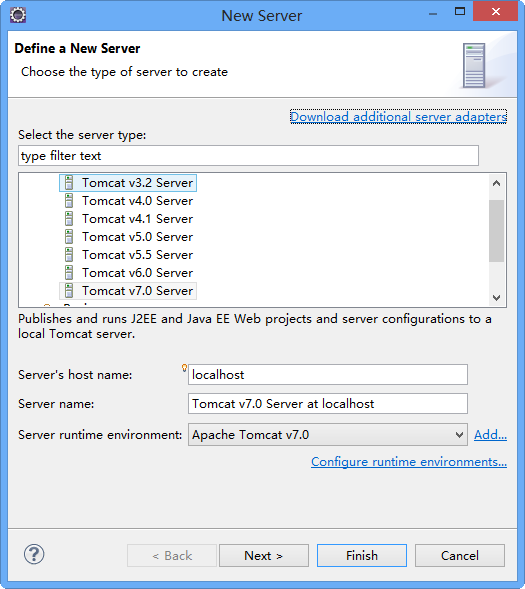 New Server
Define a New Server
Choose the type of server to create
Download additional server adapters
Select the server type:
type filter text
Tomcat v3.2 Server
Tomcat v4.0 Server
Tomcat v4.1 Server
Tomcat v5.0 Server
Tomcat v5.5 Server
Tomcat v6.0 Server
Tomcat v7.0 Server
Publishes and runs J2EE and Java EE Web projects and server configurations to a
local Tomcat server.
Server's host name: localhost
Server name: Tomcat v7.0 Server at localhost
Server runtime environment: Apache Tomcat v7.0 Add...
Configure runtime environments...
? < Back Next > Finish Cancel